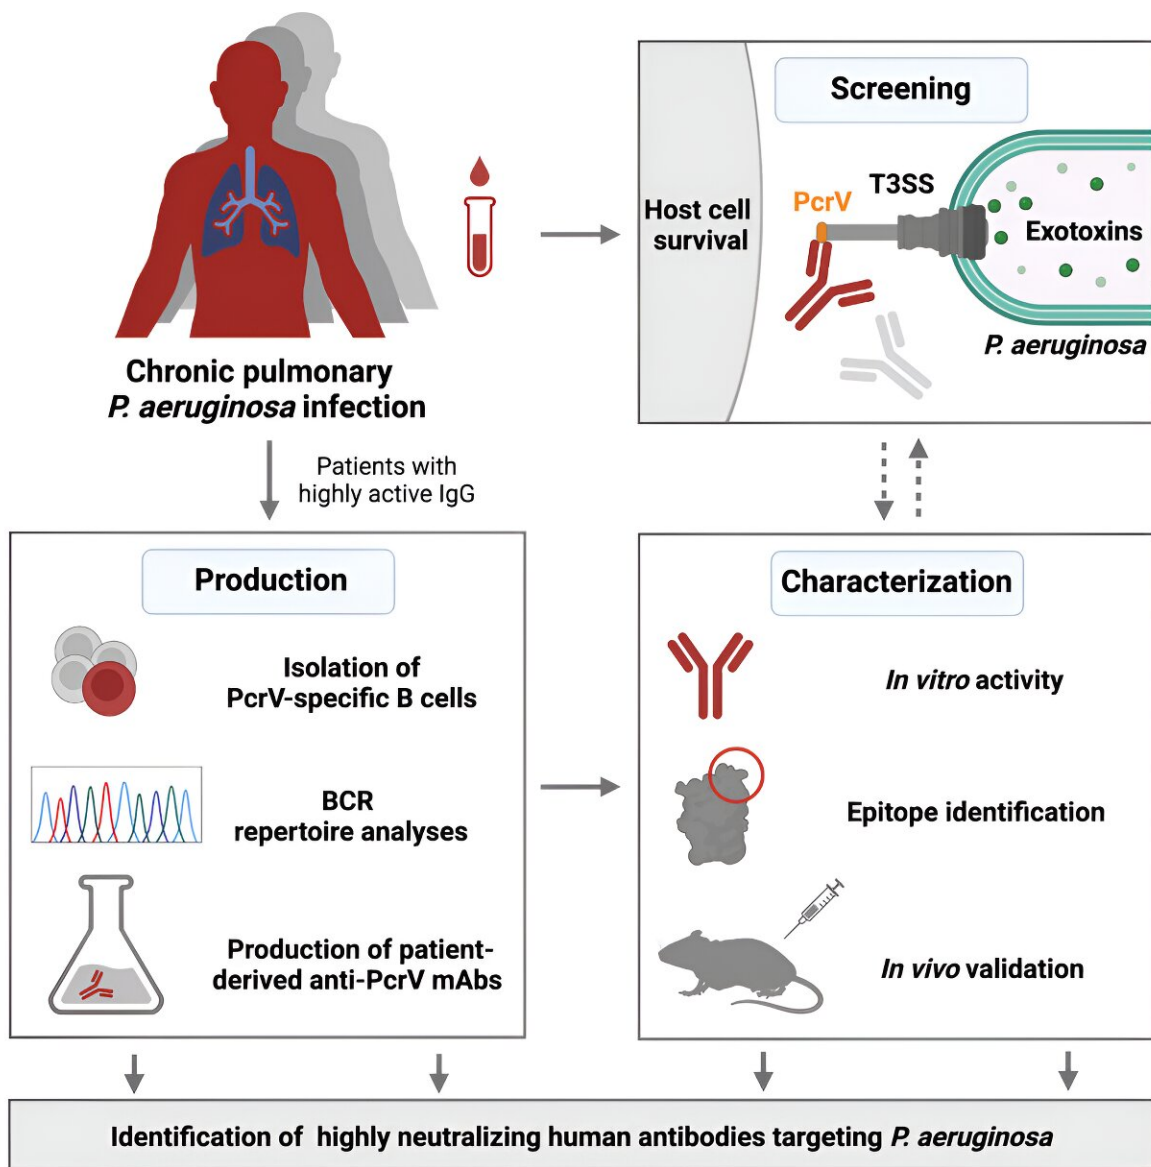 Chronic pulmonary
P. aeruginosa infection
Screening
Host cell
survival
PcrV
T3SS
Exotoxins
P. aeruginosa
Patients with
highly active IgG
Production
Isolation of
PcrV-specific B cells
BCR
repertoire analyses
Production of patient-
derived anti-PcrV mAbs
Characterization
In vitro activity
Epitope identification
In vivo validation
Identification of highly neutralizing human antibodies targeting P. aeruginosa